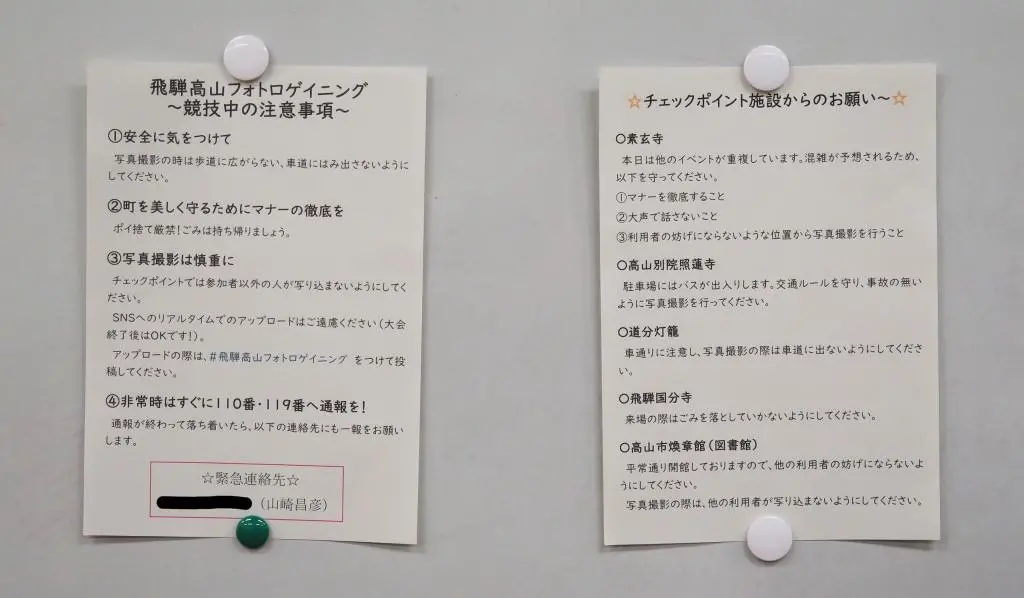 飛騨高山フォトロゲイニング
～競技中の注意事項～
①安全に気をつけて
写真撮影の時は歩道に広がらない、車道にはみ出さないように
してください。
②町を美しく守るためにマナーの徹底を
ポイ捨て厳禁!ごみは持ち帰りましょう。
③写真撮影は慎重に
チェックポイントでは参加者以外の人が写り込まないようにしてく
ださい。
SNSへのリアルタイムでのアップロードはご遠慮ください(大会
終了後はOKです!)。
アップロードの際は、#飛騨高山フォトロゲイニング をつけて投
稿してください。
④非常時はすぐに110番・119番へ通報を!
通報が終わって落ち着いたら、以下の連絡先にも一報をお願い
します。
☆緊急連絡先☆
(山崎昌彦)
☆チェックポイント施設からのお願い～☆
○素玄寺
本日は他のイベントが重複しています。混雑が予想されるため、
以下を守ってください。
①マナーを徹底すること
②大声で話さないこと
③利用者の妨げにならないような位置から写真撮影を行うこと
○高山別院照蓮寺
駐車場にはバスが出入りします。交通ルールを守り、事故の無い
ように写真撮影を行ってください。
○道分灯籠
車通りに注意し、写真撮影の際は車道に出ないようにしてくださ
い。
○飛騨国分寺
来場の際はごみを落としていかないようにしてください。
○高山市煥章館(図書館)
平常通り開館しておりますので、他の利用者の妨げにならないよ
うにしてください。
写真撮影の際は、他の利用者が写り込まないようにしてください。